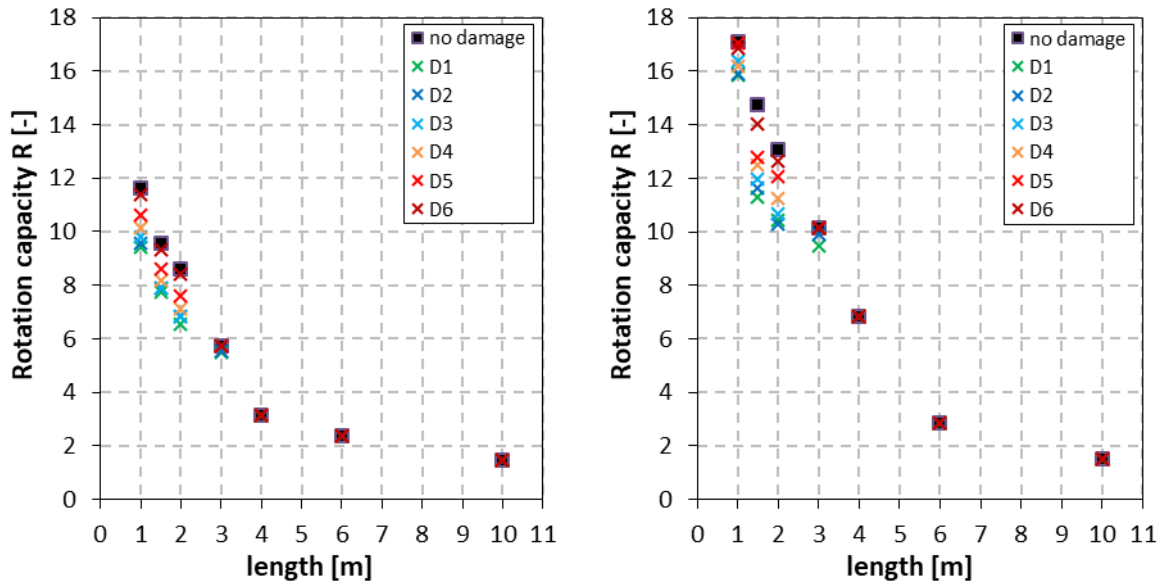 18
16
14
12
10
8
6
4
2
0
Rotation capacity R [-]
no damage
D1
D2
D3
D4
D5
D6
0 1 2 3 4 5 6 7 8 9 10 11
length [m]
18
16
14
12
10
8
6
4
2
0
Rotation capacity R [-]
no damage
D1
D2
D3
D4
D5
D6
0 1 2 3 4 5 6 7 8 9 10 11
length [m]